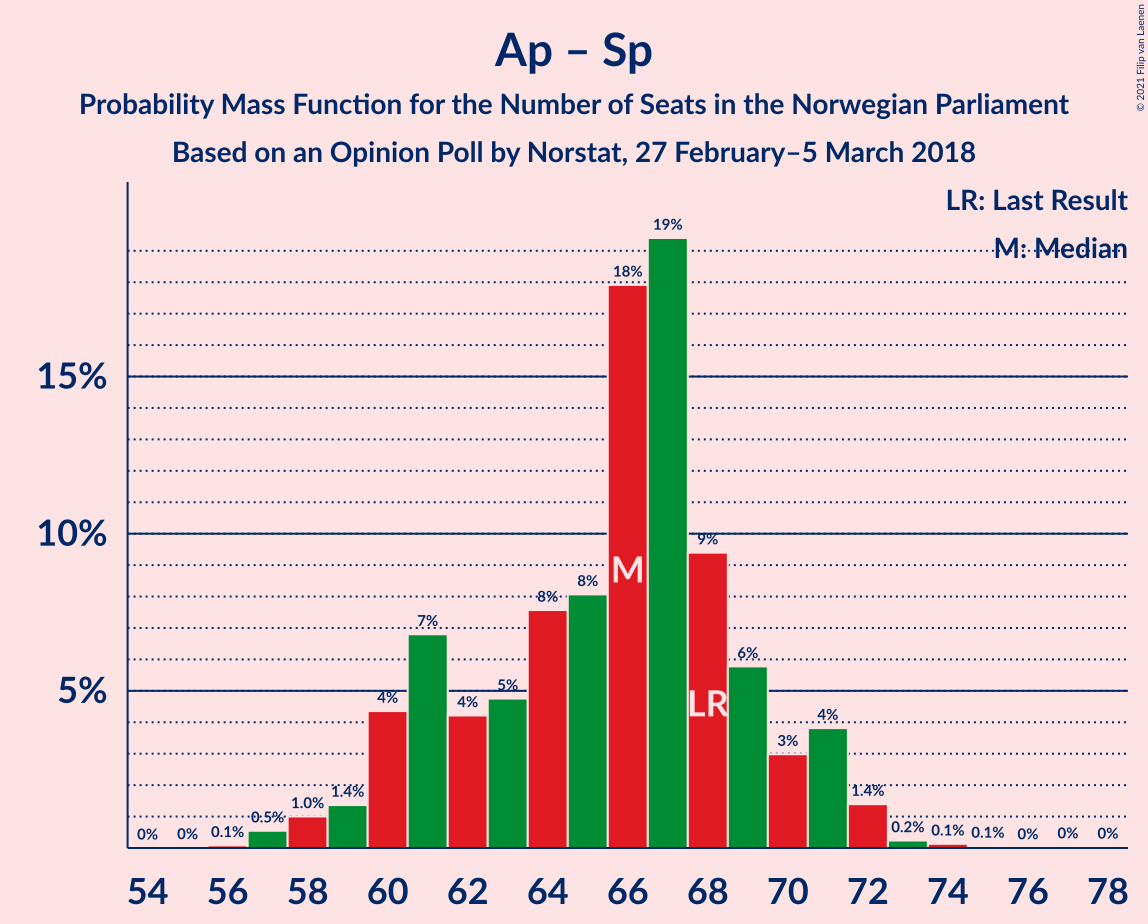 Ap – Sp
Probability Mass Function for the Number of Seats in the Norwegian Parliament
Based on an Opinion Poll by Norstat, 27 February–5 March 2018
© 2021 Filip van Laenen
LR: Last Result
M: Median
15%
10%
5%
0% 0% 0.1% 0.5% 1.0% 1.4% 4% 7% 4% 5% 8% 8% 18% 19% 9% 6% 3% 4% 1.4% 0.2% 0.1% 0.1% 0% 0% 0%
M
LR
54 56 58 60 62 64 66 68 70 72 74 76 78